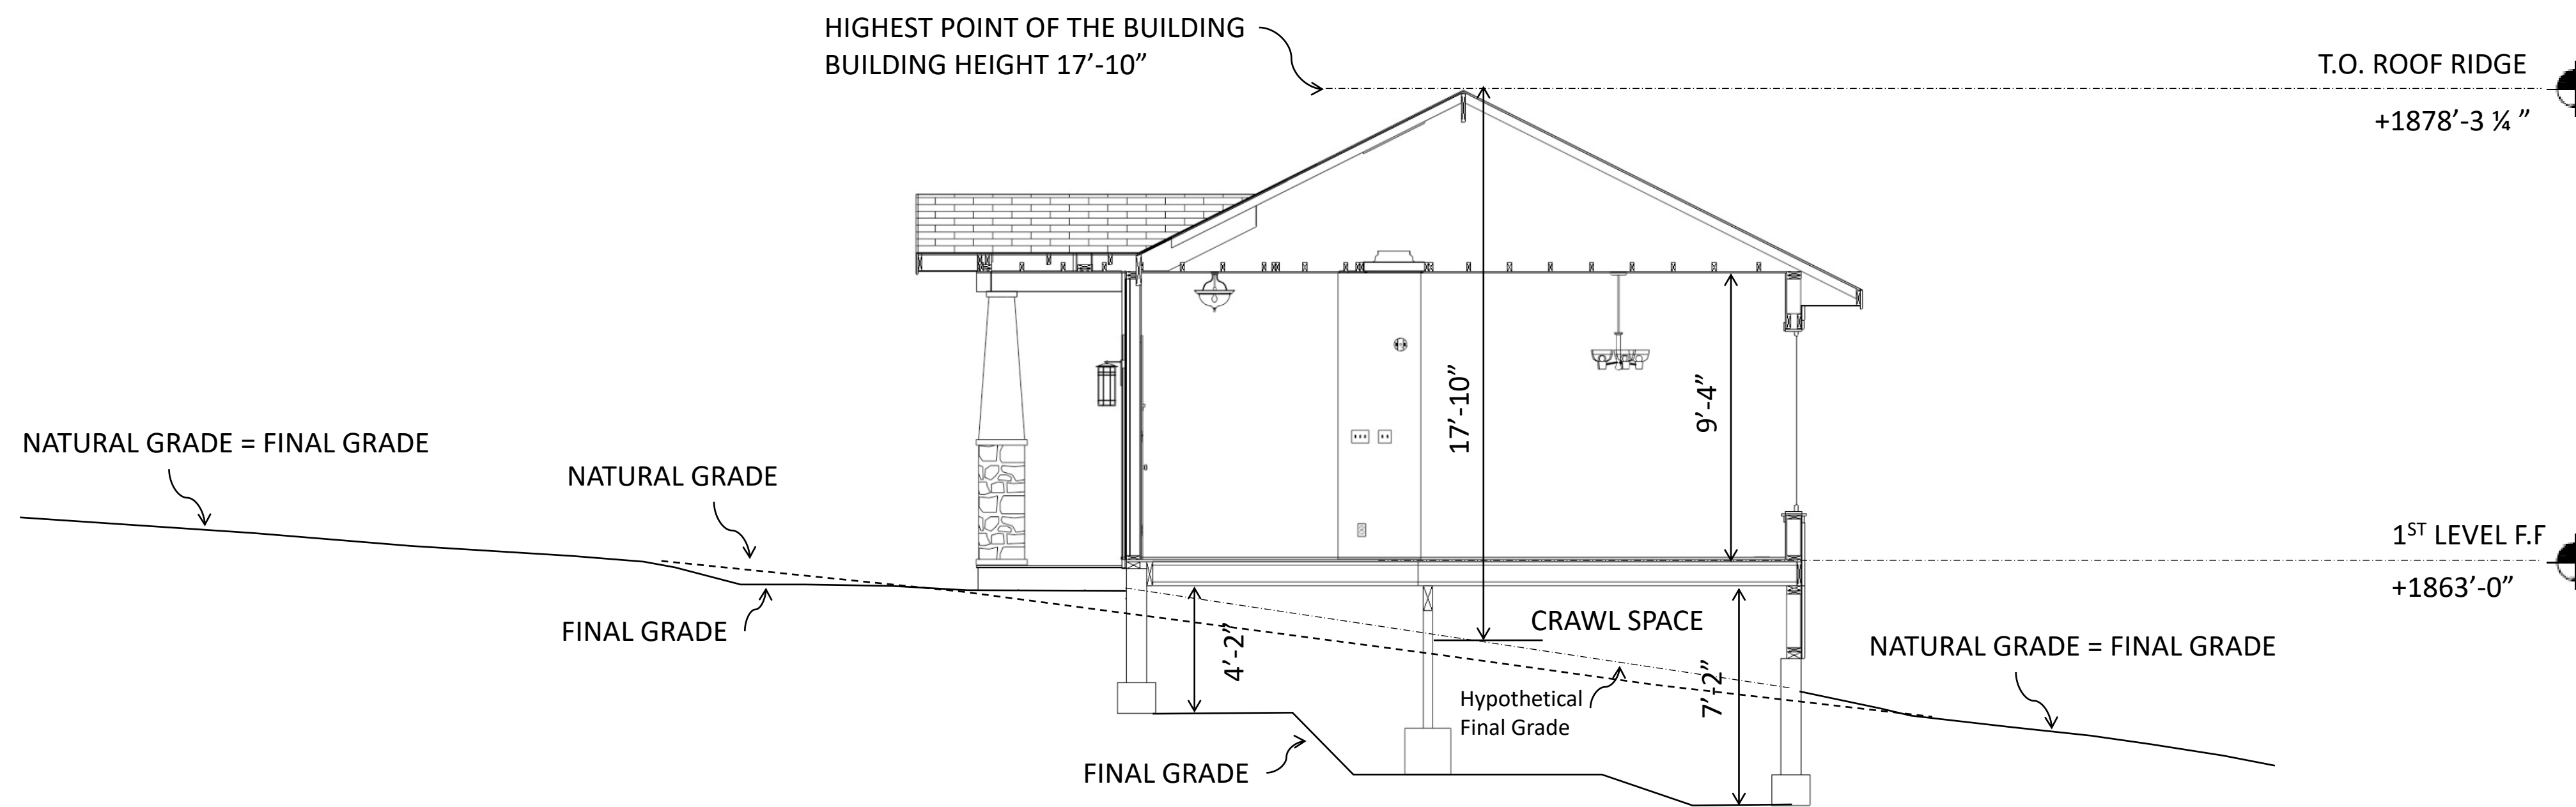 HIGHEST POINT OF THE BUILDING
BUILDING HEIGHT 17’-10”
T.O. ROOF RIDGE
+1878’-3 ¼ ”
17’-10”
9’-4”
NATURAL GRADE = FINAL GRADE
NATURAL GRADE
FINAL GRADE
1ST LEVEL F.F
+1863’-0”
CRAWL SPACE
4’-2”
7’-2”
NATURAL GRADE = FINAL GRADE
Hypothetical
Final Grade
FINAL GRADE